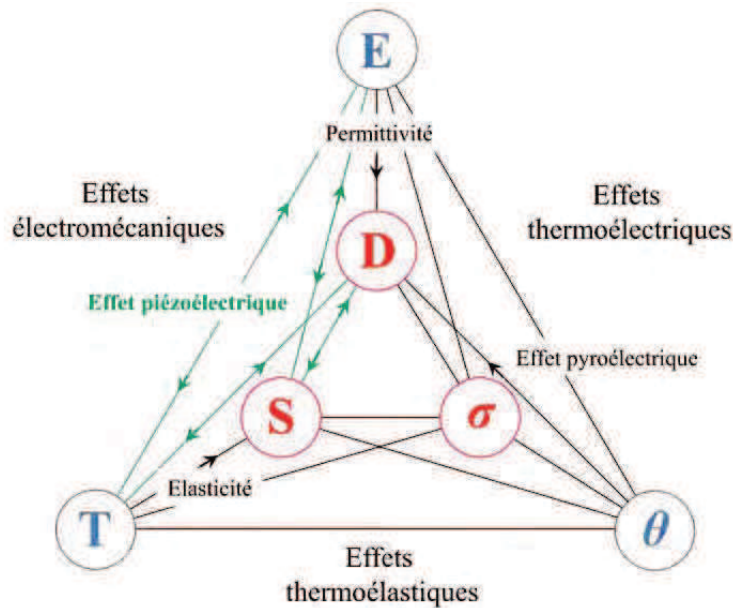 E
Permittivité
Effets
électromécaniques
Effets
thermoélectriques
D
Effet piézoélectrique
Effet pyroélectrique
S
σ
Elasticité
T
θ
Effets
thermoélastiques